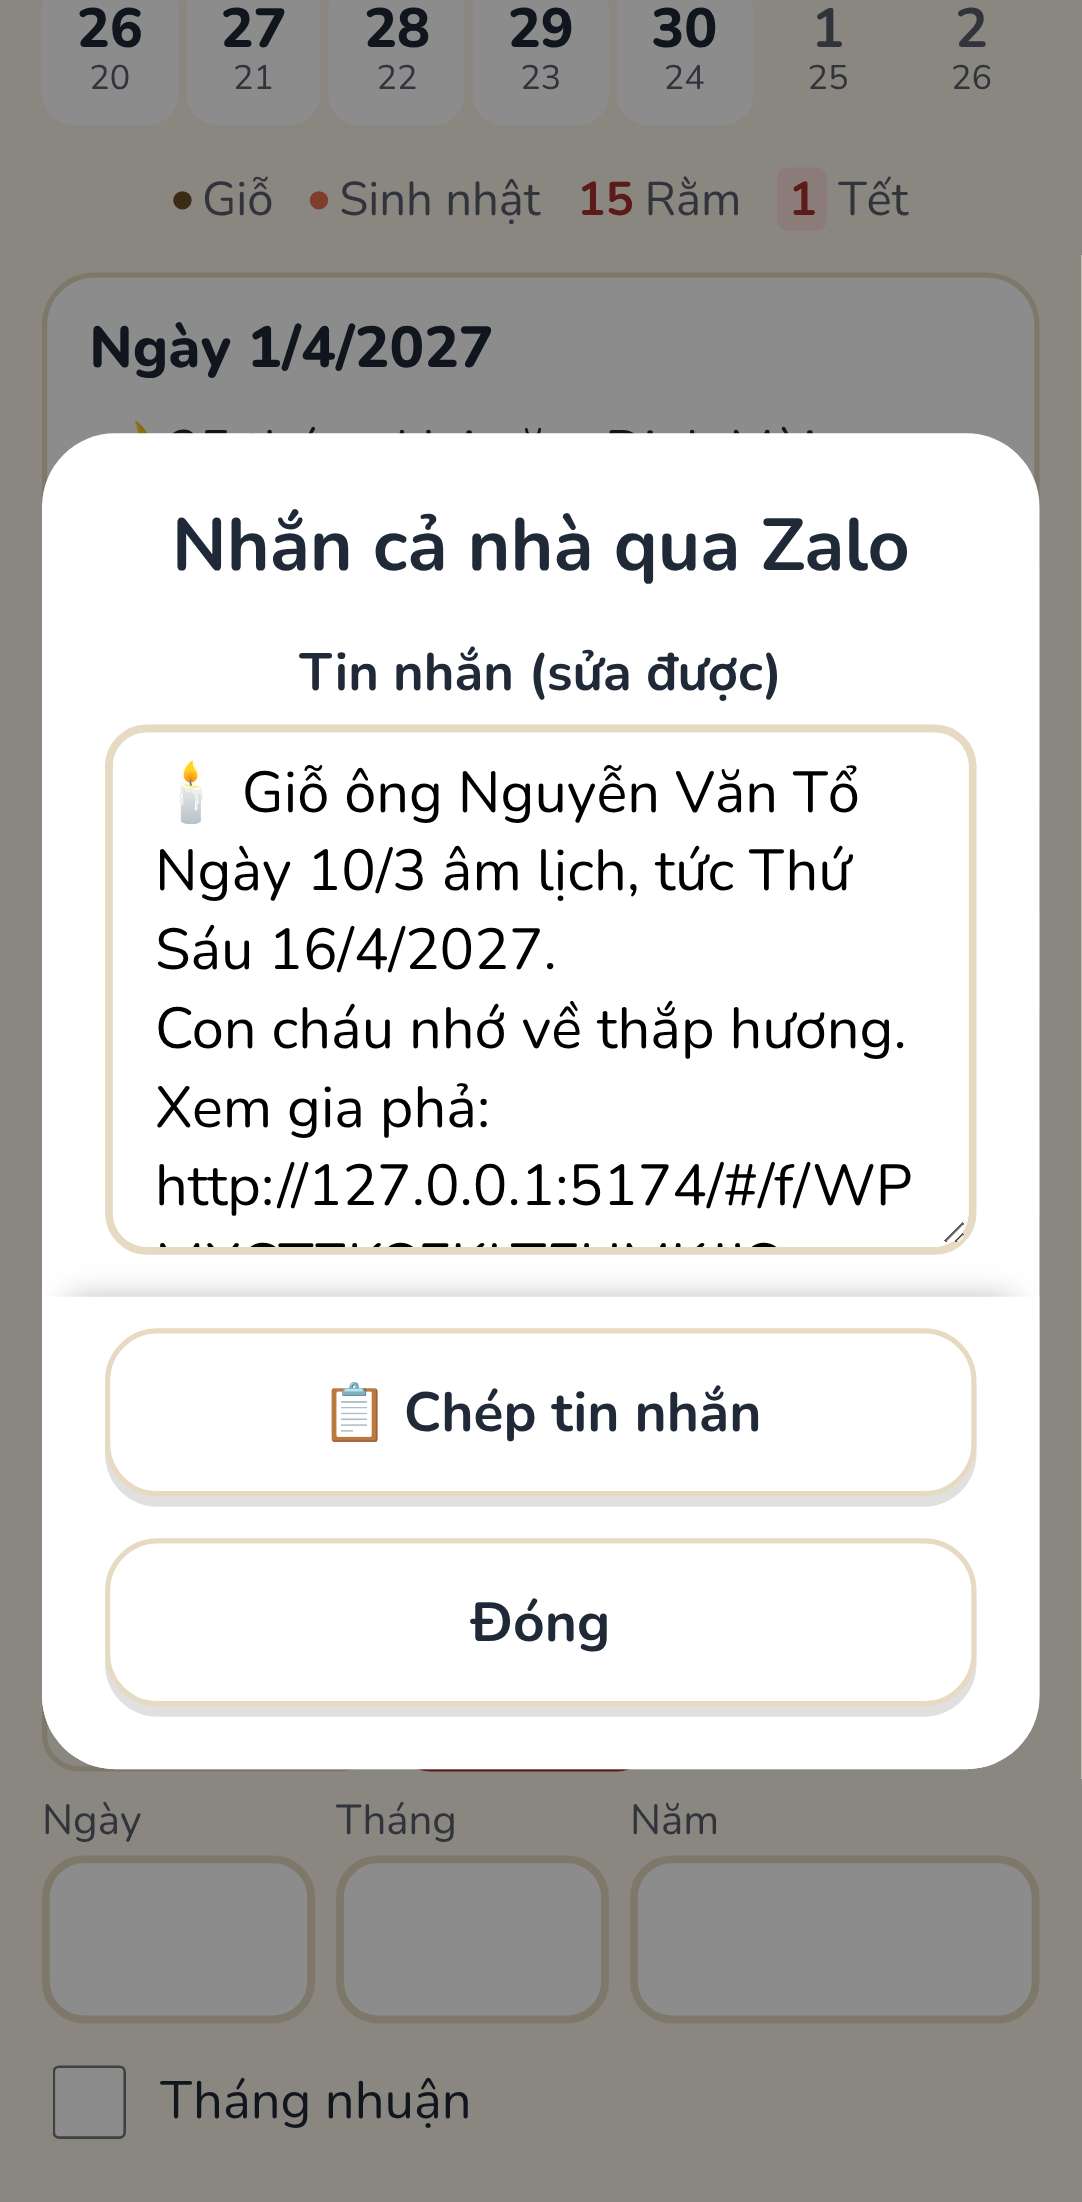 26 27 28 29 30 1 2
20 21 22 23 24 25 26
Giỗ Sinh nhật 15 Rằm 1 Tết
Ngày 1/4/2027
Nhắn cả nhà qua Zalo
Tin nhắn (sửa được)
🕯️ Giỗ ông Nguyễn Văn Tổ
Ngày 10/3 âm lịch, tức Thứ
Sáu 16/4/2027.
Con cháu nhớ về thắp hương.
Xem gia phả:
http://127.0.0.1:5174/#/f/WP
📋 Chép tin nhắn
Đóng
Ngày Tháng Năm
Tháng nhuận